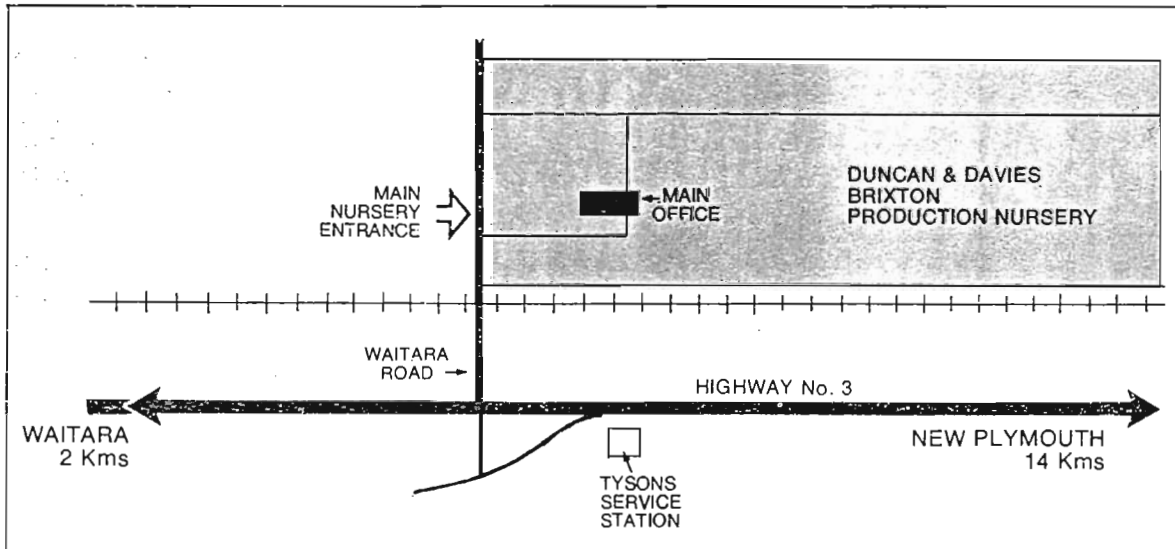 MAIN
NURSERY
ENTRANCE
MAIN
OFFICE
DUNCAN & DAVIES
BRIXTON
PRODUCTION NURSERY
WAITARA
ROAD
HIGHWAY No. 3
WAITARA
2 Kms
NEW PLYMOUTH
14 Kms
TYSONS
SERVICE
STATION